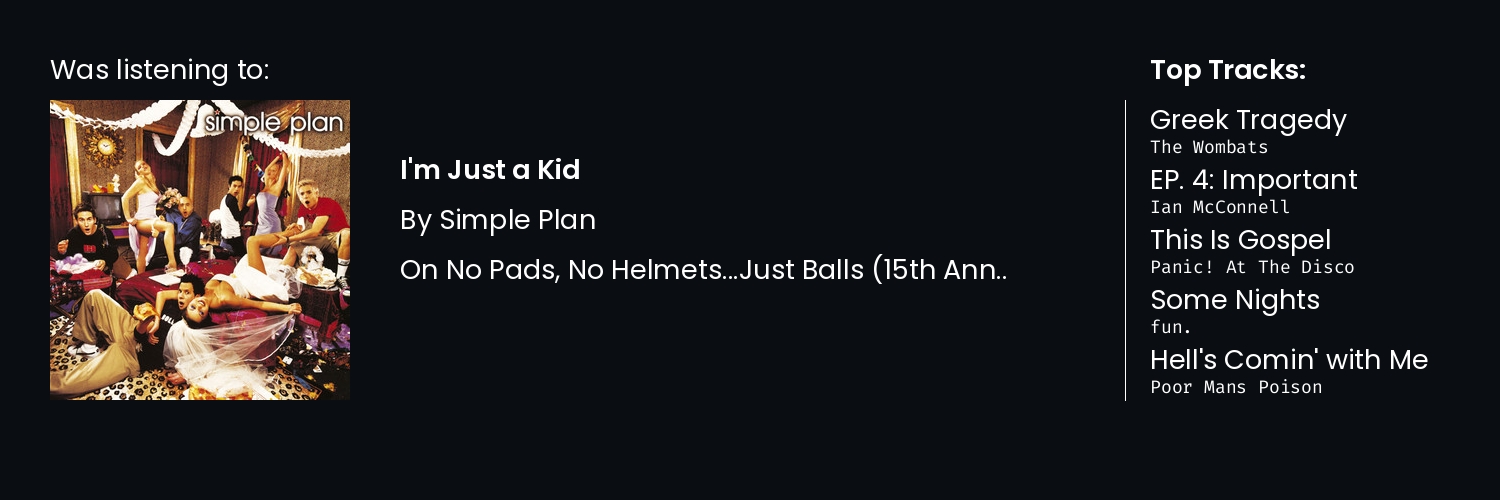 Was listening to:
simple plan
I'm Just a Kid
By Simple Plan
On No Pads, No Helmets...Just Balls (15th Ann..
Top Tracks:
Greek Tragedy
The Wombats
EP. 4: Important
Ian McConnell
This Is Gospel
Panic! At The Disco
Some Nights
fun.
Hell's Comin' with Me
Poor Mans Poison